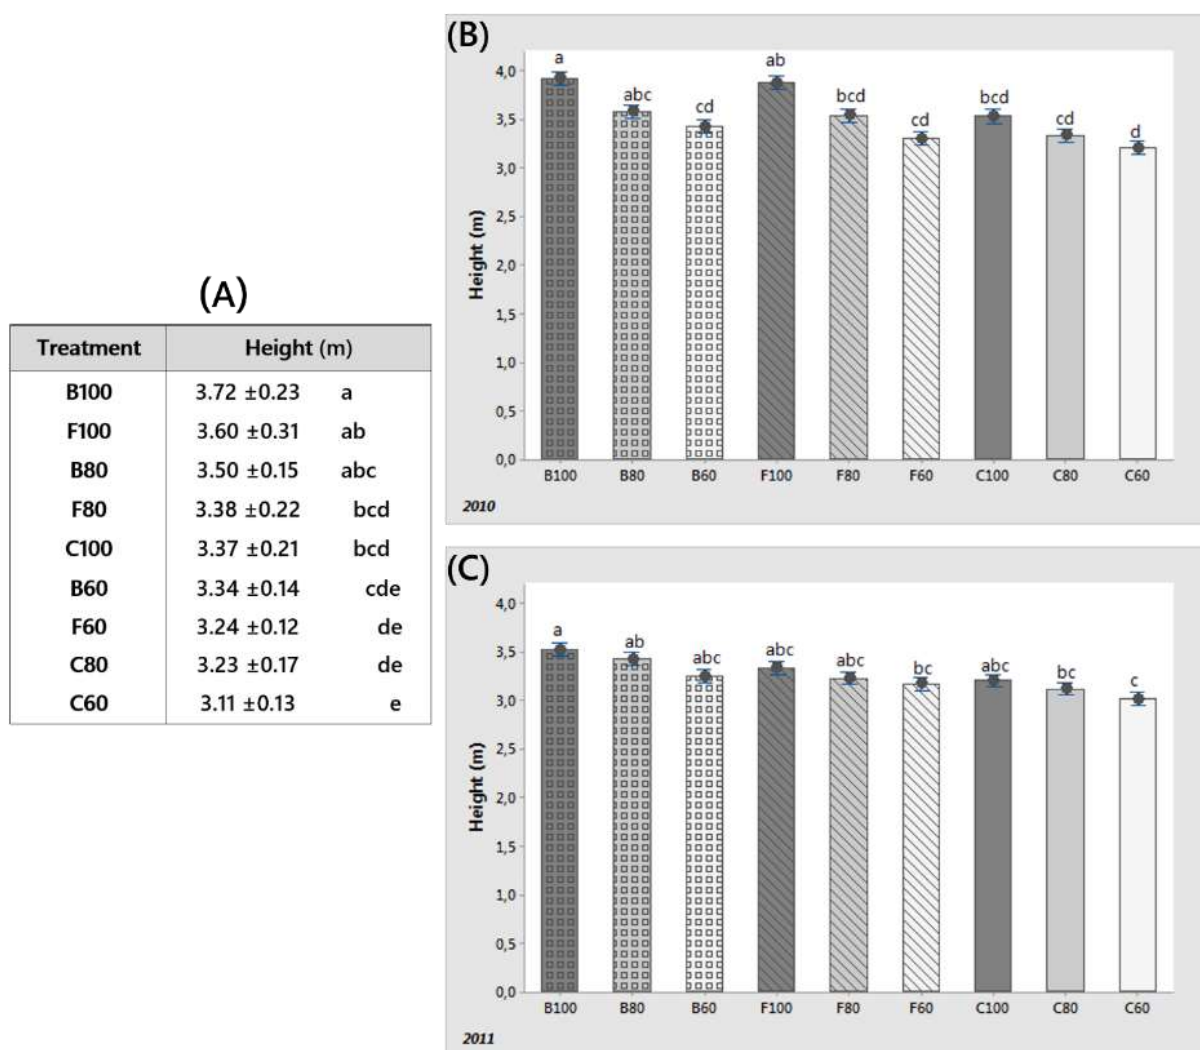 (A)
Treatment Height (m)
B100 3.72 ±0.23 a
F100 3.60 ±0.31 ab
B80 3.50 ±0.15 abc
F80 3.38 ±0.22 bcd
C100 3.37 ±0.21 bcd
B60 3.34 ±0.14 cde
F60 3.24 ±0.12 de
C80 3.23 ±0.17 de
C60 3.11 ±0.13 e
(B)
Height (m)
4,0
3,5
3,0
2,5
2,0
1,5
1,0
0,5
0,0
a abc cd ab bcd cd bcd cd d
B100 B80 B60 F100 F80 F60 C100 C80 C60
2010
(C)
Height (m)
4,0
3,5
3,0
2,5
2,0
1,5
1,0
0,5
0,0
a ab abc abc abc bc abc bc c
B100 B80 B60 F100 F80 F60 C100 C80 C60
2011